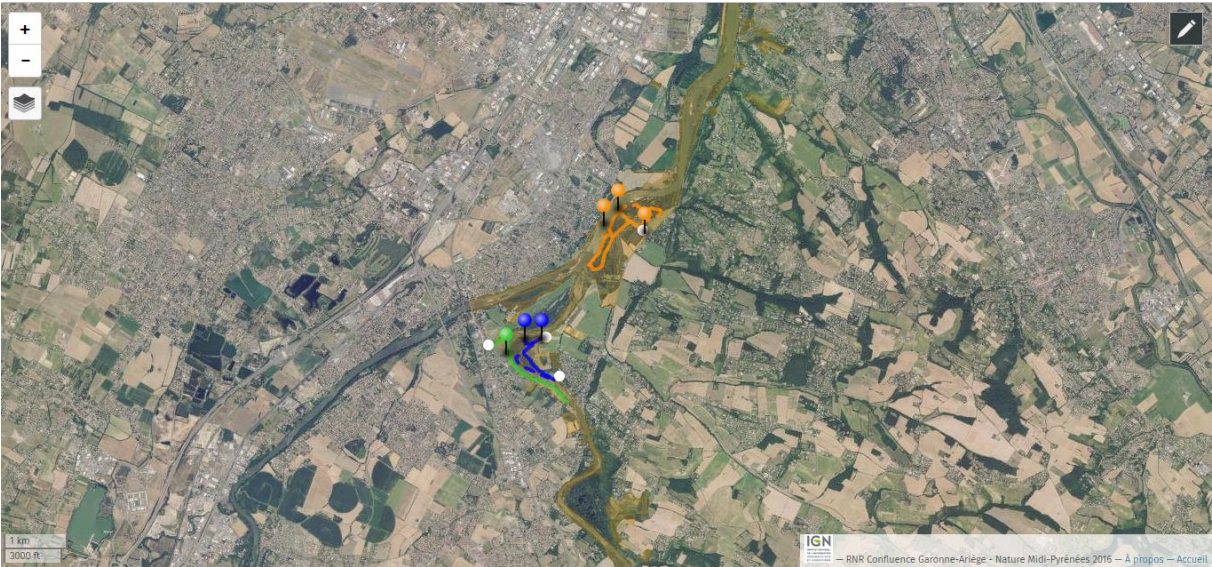 +
-
1 km
3000 ft
IGN
— RNR Confluence Garonne-Ariège - Nature Midi-Pyrénées 2016 — À propos — Accueil